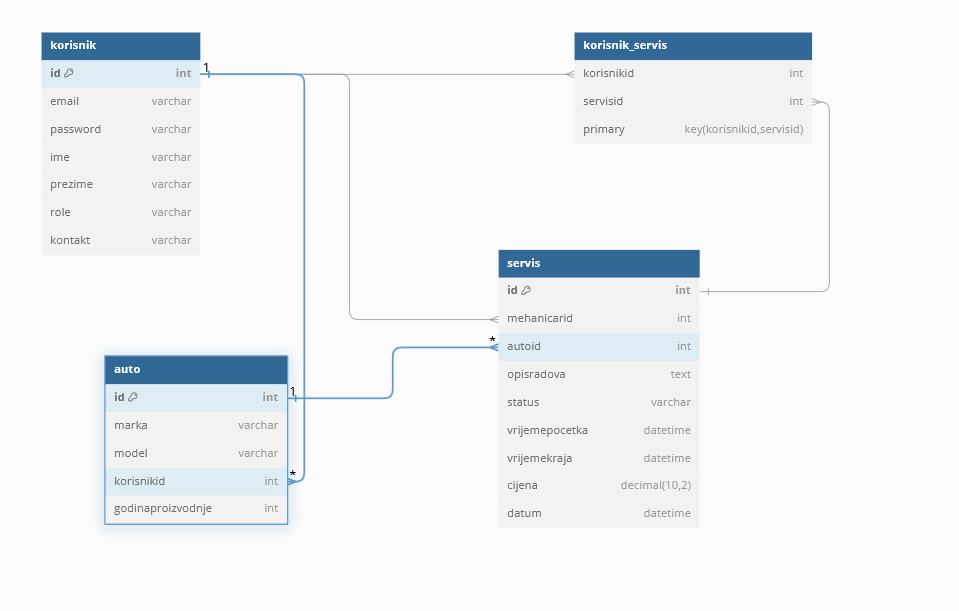 korisnik
id int
email varchar
password varchar
ime varchar
prezime varchar
role varchar
kontakt varchar
1
korisnik_servis
korisnikid int
servisid int
primary key(korisnikid,servisid)
servis
id int
mehanicarid int
autoid int
opisradova text
status varchar
vrijemepocetka datetime
vrijemekraja datetime
cijena decimal(10,2)
datum datetime
*
auto
id int
marka varchar
model varchar
korisnikid int
godinaproizvodnje int
1
*